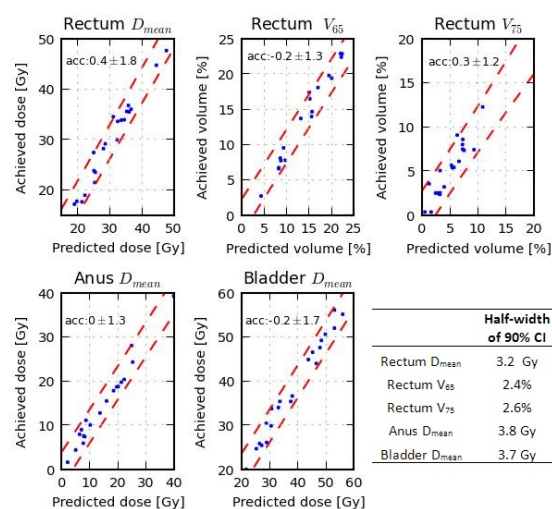 Rectum D_mean
Achieved dose [Gy]
50
40
30
20
acc:0.4±1.8
20 30 40 50
Predicted dose [Gy]
Rectum V_65
Achieved volume [%]
25
20
15
10
5
0
acc:-0.2±1.3
0 5 10 15 20 25
Predicted volume [%]
Rectum V_75
Achieved volume [%]
20
15
10
5
0
acc:0.3±1.2
0 5 10 15 20
Predicted volume [%]
Anus D_mean
Achieved dose [Gy]
40
30
20
10
0
acc:0±1.3
0 10 20 30 40
Predicted dose [Gy]
Bladder D_mean
Achieved dose [Gy]
60
50
40
30
20
acc:-0.2±1.7
20 30 40 50 60
Predicted dose [Gy]
Half-width
of 90% CI
Rectum D_mean 3.2 Gy
Rectum V_65 2.4%
Rectum V_75 2.6%
Anus D_mean 3.8 Gy
Bladder D_mean 3.7 Gy